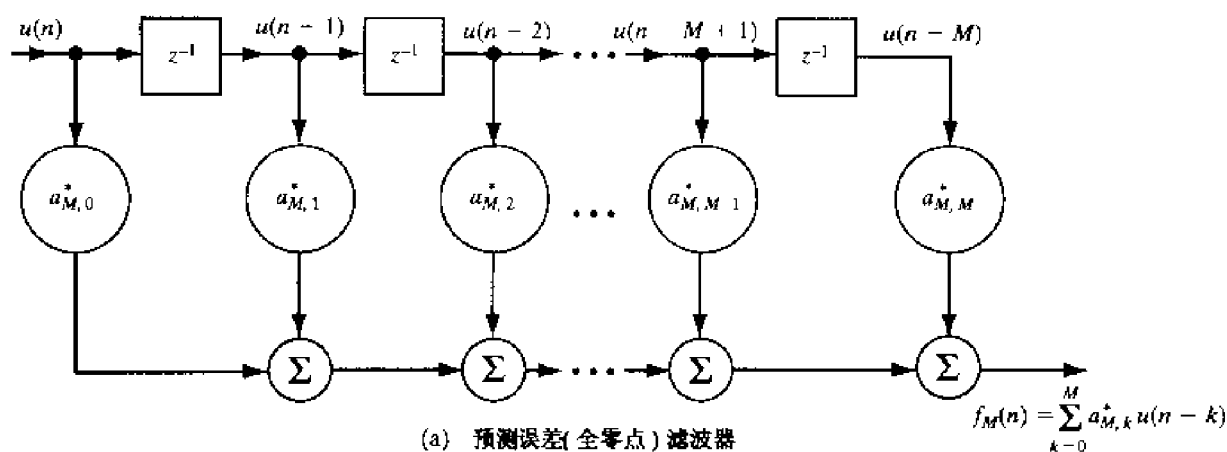 u(n) u(n − 1) u(n − 2) ··· u(n M + 1) u(n − M)
z⁻¹ z⁻¹ z⁻¹
a*M,0 a*M,1 a*M,2 ··· a*M,M−1 a*M,M
Σ Σ ··· Σ Σ
fM(n) = Σ_{k=0}^{M} a*M,k u(n − k)
(a) 预测误差(全零点)滤波器